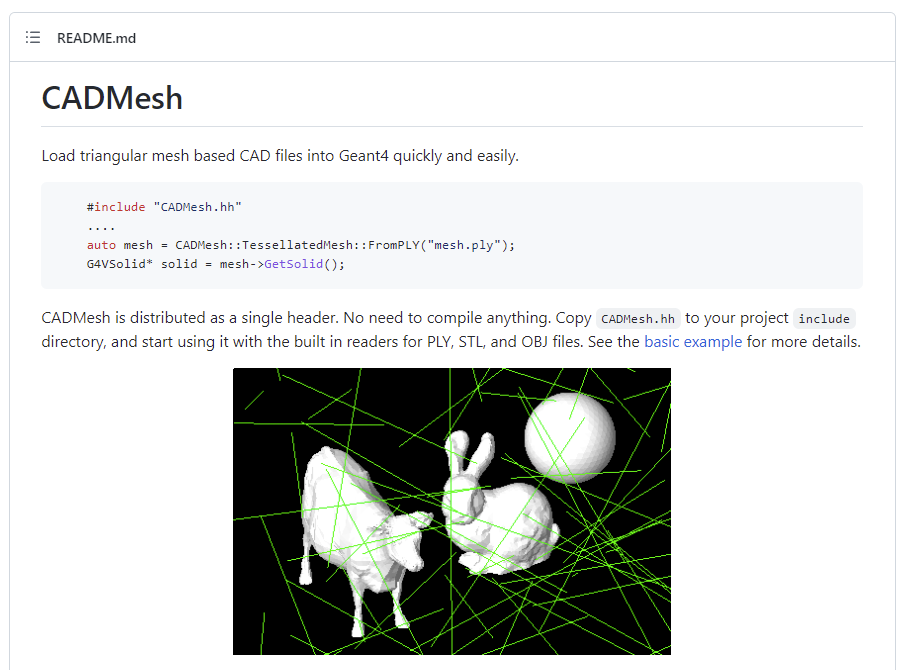 README.md
CADMesh
Load triangular mesh based CAD files into Geant4 quickly and easily.
#include "CADMesh.hh"
....
auto mesh = CADMesh::TessellatedMesh::FromPLY("mesh.ply");
G4VSolid* solid = mesh->GetSolid();
CADMesh is distributed as a single header. No need to compile anything. Copy CADMesh.hh to your project include
directory, and start using it with the built in readers for PLY, STL, and OBJ files. See the basic example for more details.